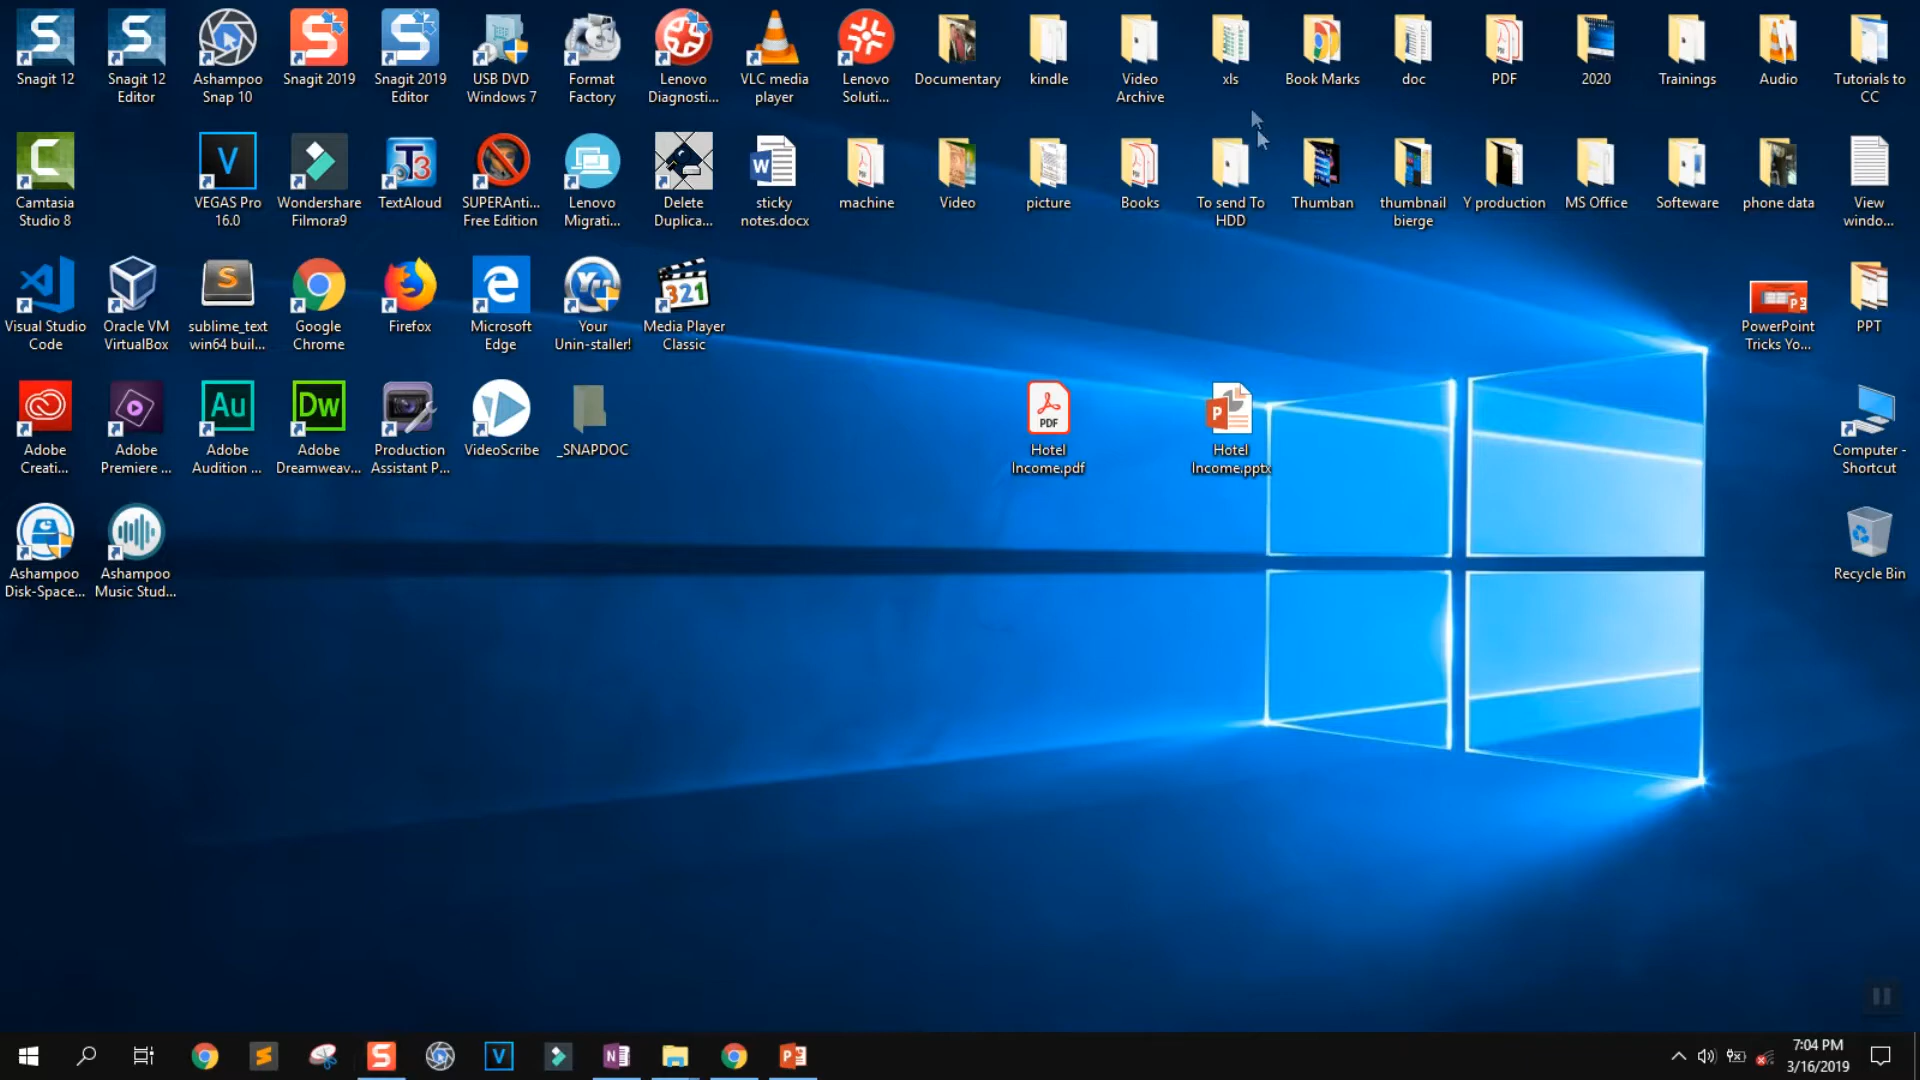 Snagit 12
Snagit 12
Editor
Ashampoo
Snap 10
Snagit 2019
Snagit 2019
Editor
USB DVD
Windows 7
Format
Factory
Lenovo
Diagnosti...
VLC media
player
Lenovo
Soluti...
Documentary
kindle
Video
Archive
xls
Book Marks
doc
PDF
2020
Trainings
Audio
Tutorials to
CC
Camtasia
Studio 8
VEGAS Pro
16.0
Wondershare
Filmora9
TextAloud
SUPERAnti...
Free Edition
Lenovo
Migrati...
Delete
Duplica...
sticky
notes.docx
machine
Video
picture
Books
To send To
HDD
Thumban
thumbnail
bierge
Y production
MS Office
Softeware
phone data
View
windo...
Visual Studio
Code
Oracle VM
VirtualBox
sublime_text
win64 buil...
Google
Chrome
Firefox
Microsoft
Edge
Your
Unin-staller!
321
Media Player
Classic
PowerPoint
Tricks Yo...
PPT
Adobe
Creati...
Adobe
Premiere ...
Au
Adobe
Audition ...
Dw
Adobe
Dreamweav...
Production
Assistant P...
VideoScribe
_SNAPDOC
PDF
Hotel
Income.pdf
Hotel
Income.pptx
Computer -
Shortcut
Ashampoo
Disk-Space...
Ashampoo
Music Stud...
Recycle Bin
7:04 PM
3/16/2019